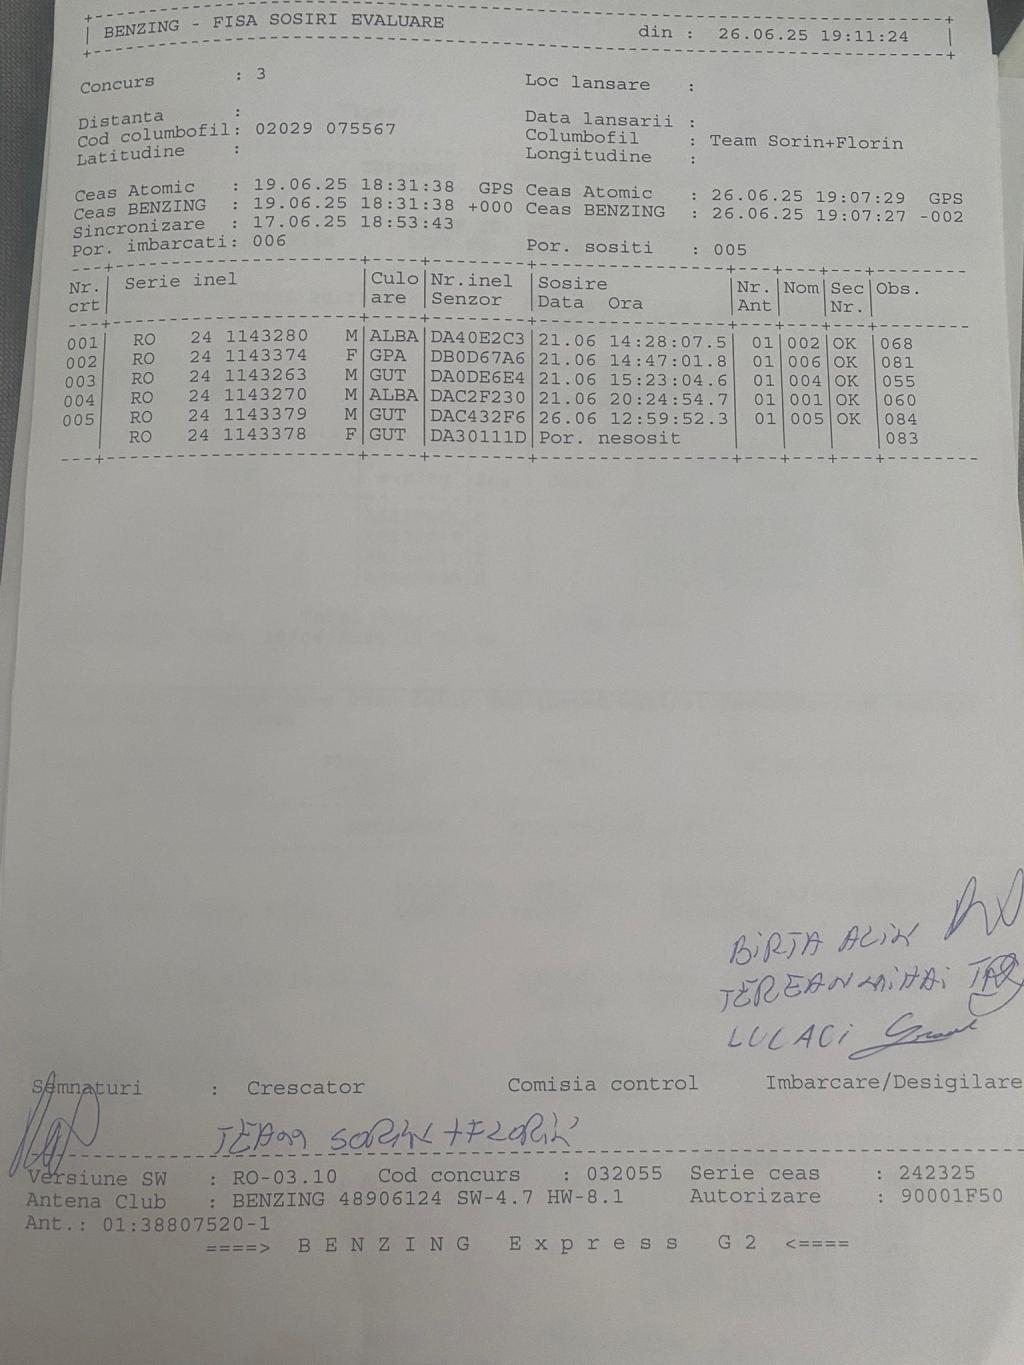 BENZING - FISA SOSIRI EVALUARE din : 26.06.25 19:11:24
Concurs : 3 Loc lansare :
Distanta : Data lansarii :
Cod columbofil: 02029 075567 Columbofil : Team Sorin+Florin
Latitudine : Longitudine :
Ceas Atomic : 19.06.25 18:31:38 GPS Ceas Atomic : 26.06.25 19:07:29 GPS
Ceas BENZING : 19.06.25 18:31:38 +000 Ceas BENZING : 26.06.25 19:07:27 -002
Sincronizare : 17.06.25 18:53:43
Por. imbarcati: 006 Por. sositi : 005
Nr. Serie inel Culo Nr.inel Sosire Nr. Nom Sec Obs.
crt are Senzor Data Ora Ant Nr.
001 RO 24 1143280 M ALBA DA40E2C3 21.06 14:28:07.5 01 002 OK 068
002 RO 24 1143374 F GPA DB0D67A6 21.06 14:47:01.8 01 006 OK 081
003 RO 24 1143263 M GUT DA0DE6E4 21.06 15:23:04.6 01 004 OK 055
004 RO 24 1143270 M ALBA DAC2F230 21.06 20:24:54.7 01 001 OK 060
005 RO 24 1143379 M GUT DAC432F6 26.06 12:59:52.3 01 005 OK 084
RO 24 1143378 F GUT DA30111D Por. nesosit 083
BIRTA ALIN
TEREAN MIHAI
LUCACI
Semnaturi : Crescator Comisia control Imbarcare/Desigilare
TEAM SORIN+FLORIN
Versiune SW : RO-03.10 Cod concurs : 032055 Serie ceas : 242325
Antena Club : BENZING 48906124 SW-4.7 HW-8.1 Autorizare : 90001F50
Ant.: 01:38807520-1
====> B E N Z I N G E x p r e s s G 2 <====